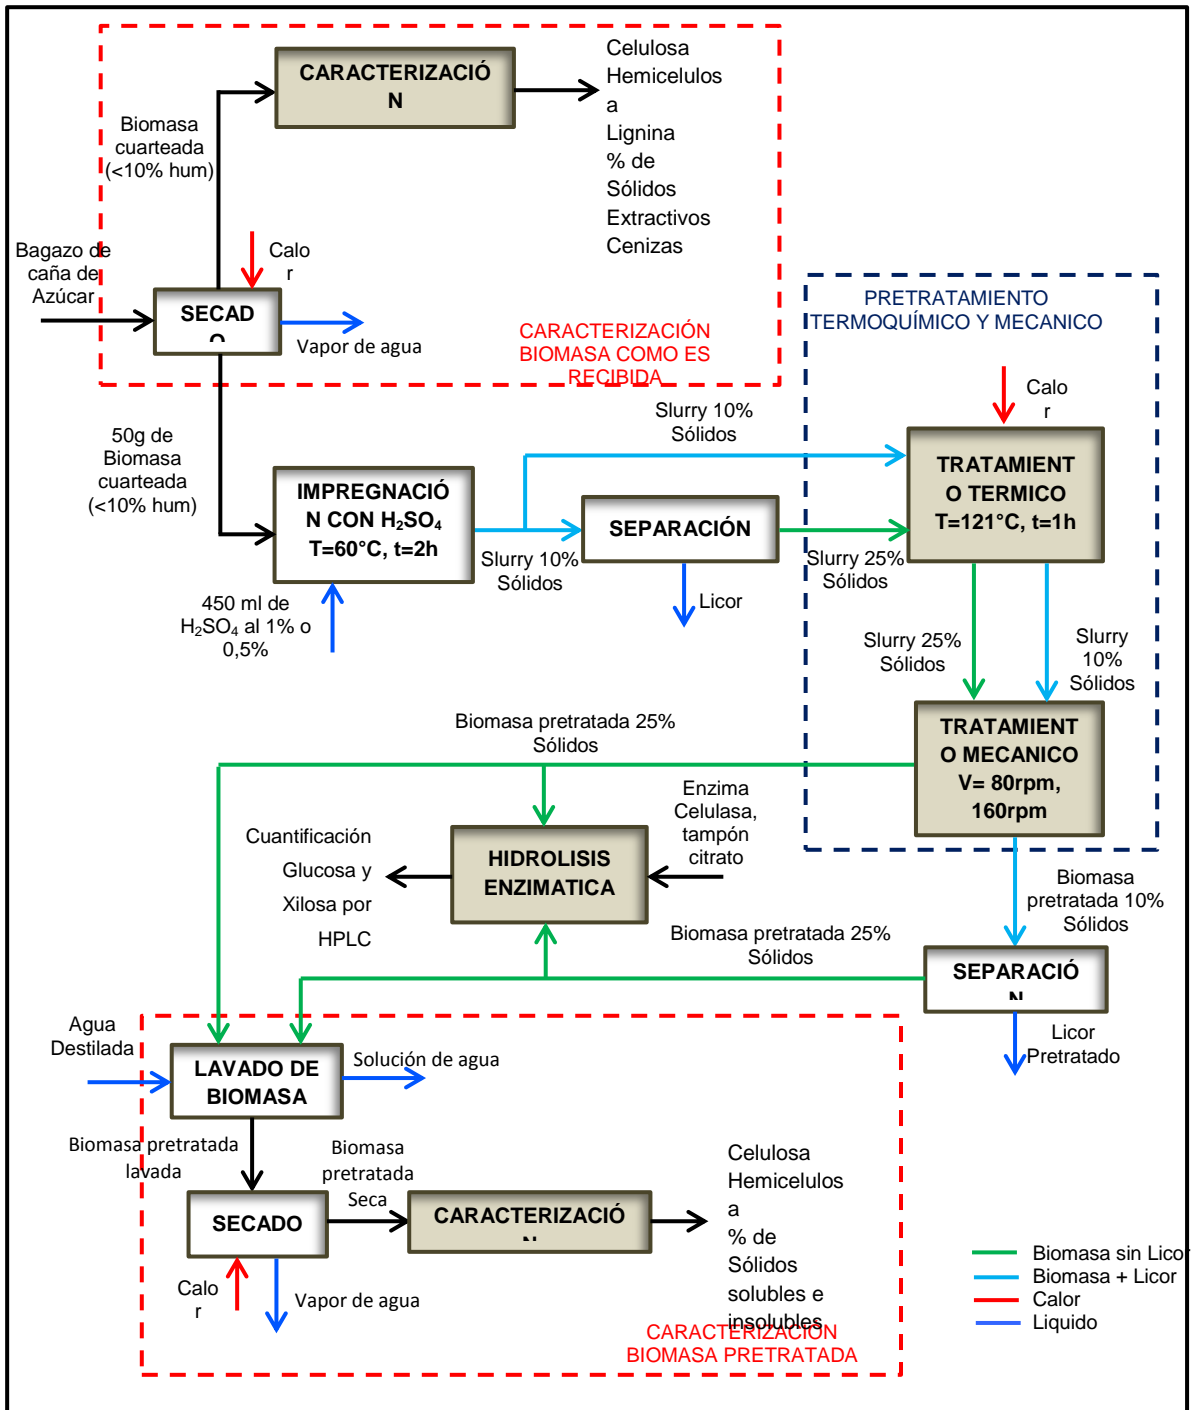 CARACTERIZACIÓ
N
Celulosa
Hemicelulos
a
Lignina
% de
Sólidos
Extractivos
Cenizas
Biomasa
cuarteada
(<10% hum)
Bagazo de
caña de
Azúcar
Calo
r
SECAD
O
Vapor de agua
CARACTERIZACIÓN
BIOMASA COMO ES
RECIBIDA
PRETRATAMIENTO
TERMOQUÍMICO Y MECANICO
Calo
r
50g de
Biomasa
cuarteada
(<10% hum)
Slurry 10%
Sólidos
IMPREGNACIÓ
N CON H₂SO₄
T=60°C, t=2h
Slurry 10%
Sólidos
SEPARACIÓN
Slurry 25%
Sólidos
TRATAMIENT
O TERMICO
T=121°C, t=1h
450 ml de
H₂SO₄ al 1% o
0,5%
Licor
Slurry 25%
Sólidos
Slurry
10%
Sólidos
Biomasa pretratada 25%
Sólidos
TRATAMIENT
O MECANICO
V= 80rpm,
160rpm
Enzima
Celulasa,
tampón
citrato
Cuantificación
Glucosa y
Xilosa por
HPLC
HIDROLISIS
ENZIMATICA
Biomasa
pretratada 10%
Sólidos
Biomasa pretratada 25%
Sólidos
SEPARACIÓ
N
Licor
Pretratado
Agua
Destilada
LAVADO DE
BIOMASA
Solución de agua
Biomasa pretratada
lavada
Biomasa
pretratada
Seca
SECADO
CARACTERIZACIÓ
N
Celulosa
Hemicelulos
a
% de
Sólidos
solubles e
insolubles
Calo
r
Vapor de agua
CARACTERIZACIÓN
BIOMASA PRETRATADA
Biomasa sin Licor
Biomasa + Licor
Calor
Liquido